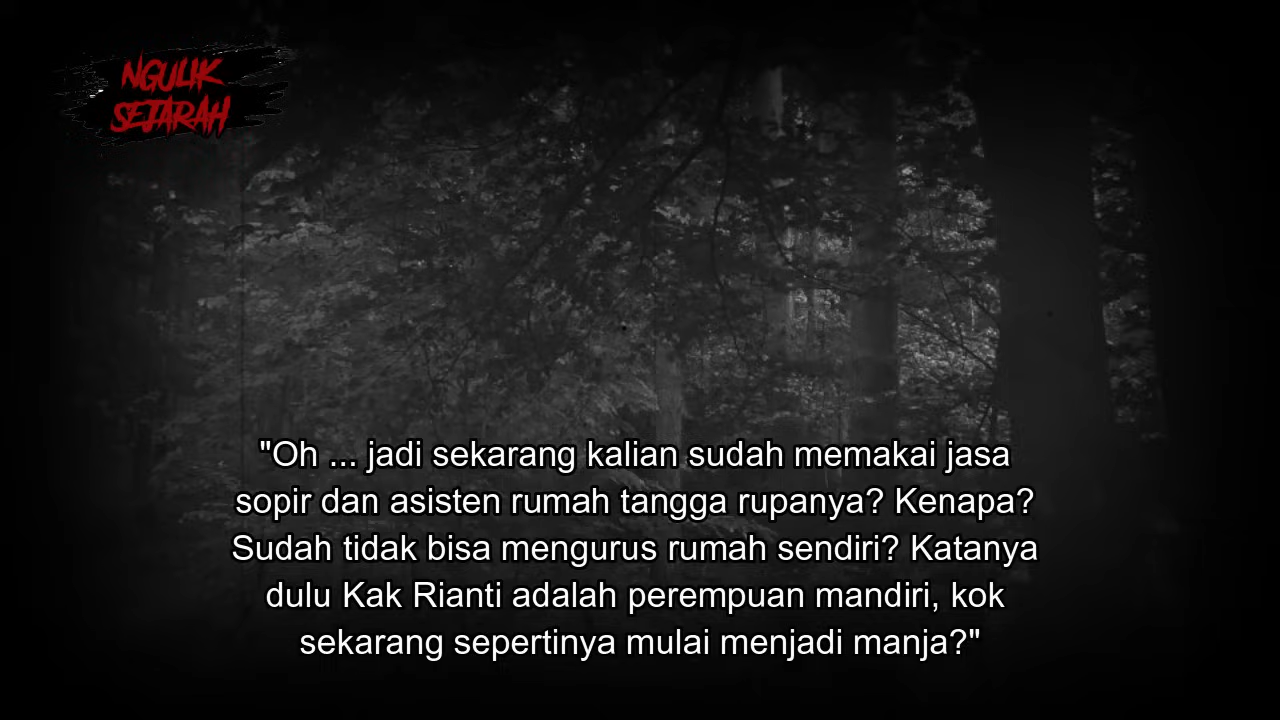 NGULIK
SEJARAH
"Oh ... jadi sekarang kalian sudah memakai jasa
sopir dan asisten rumah tangga rupanya? Kenapa?
Sudah tidak bisa mengurus rumah sendiri? Katanya
dulu Kak Rianti adalah perempuan mandiri, kok
sekarang sepertinya mulai menjadi manja?"